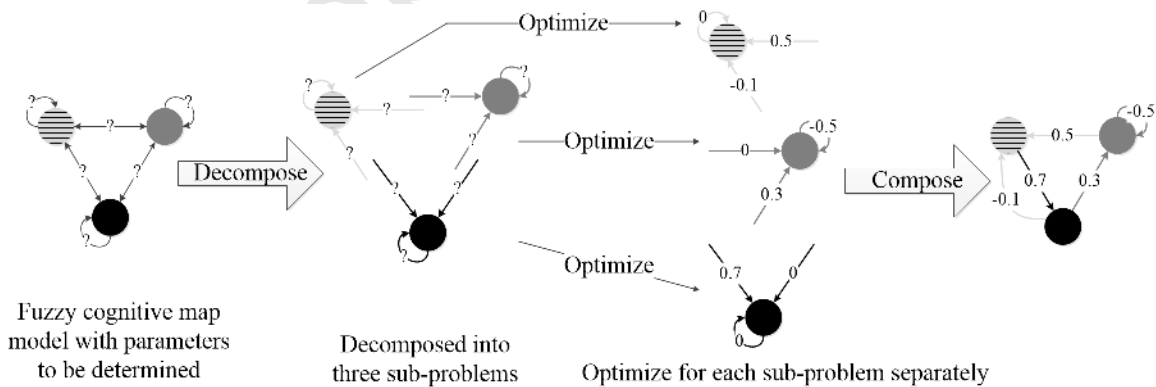 Optimize
0
0.5
-0.1
?
?
?
?
?
?
Decompose
?
?
?
?
?
?
?
?
?
Optimize
-0.5
0
0.3
Compose
-0.5
0.5
0.7
0.3
-0.1
Optimize
0.7
0
0
Fuzzy cognitive map
model with parameters
to be determined
Decomposed into
three sub-problems
Optimize for each sub-problem separately